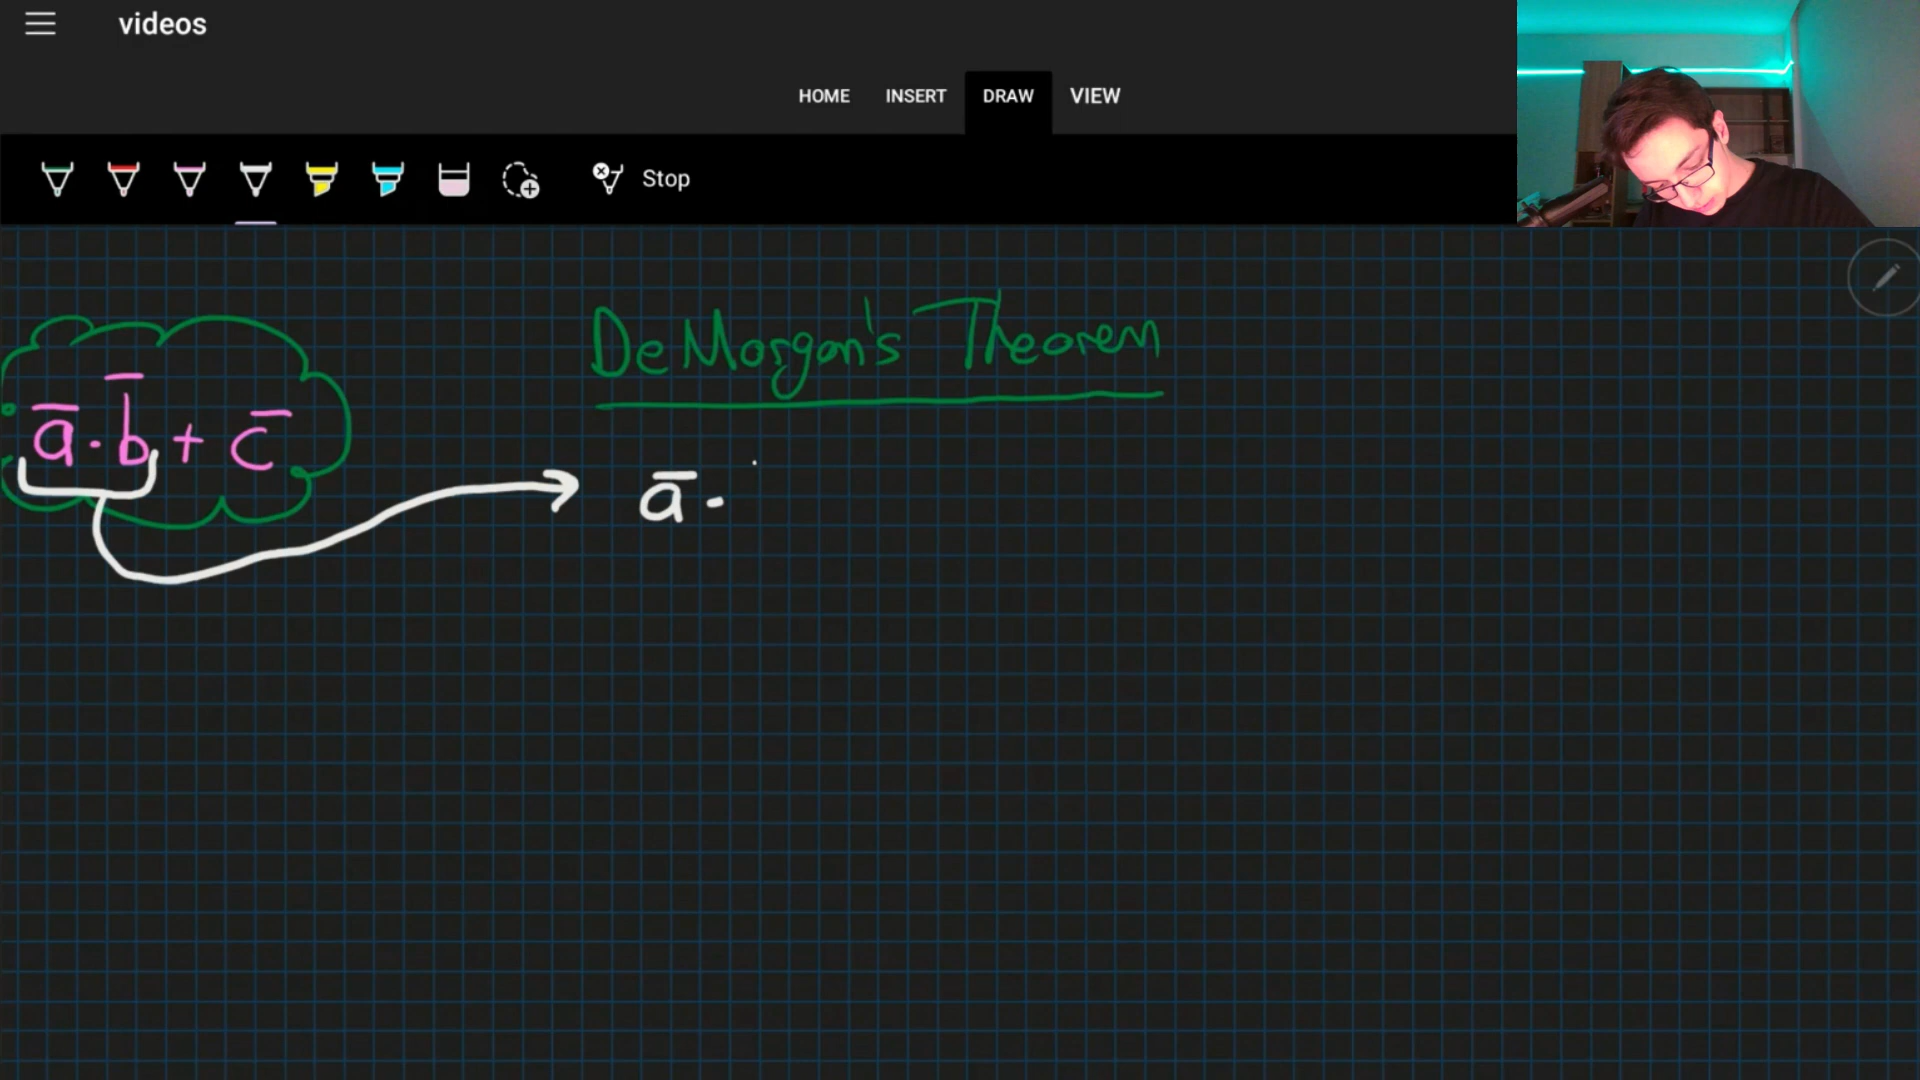 videos
HOME INSERT DRAW VIEW
Stop
DeMorgan's Theorem
a̅ · b̅ + c̅
a̅ ·